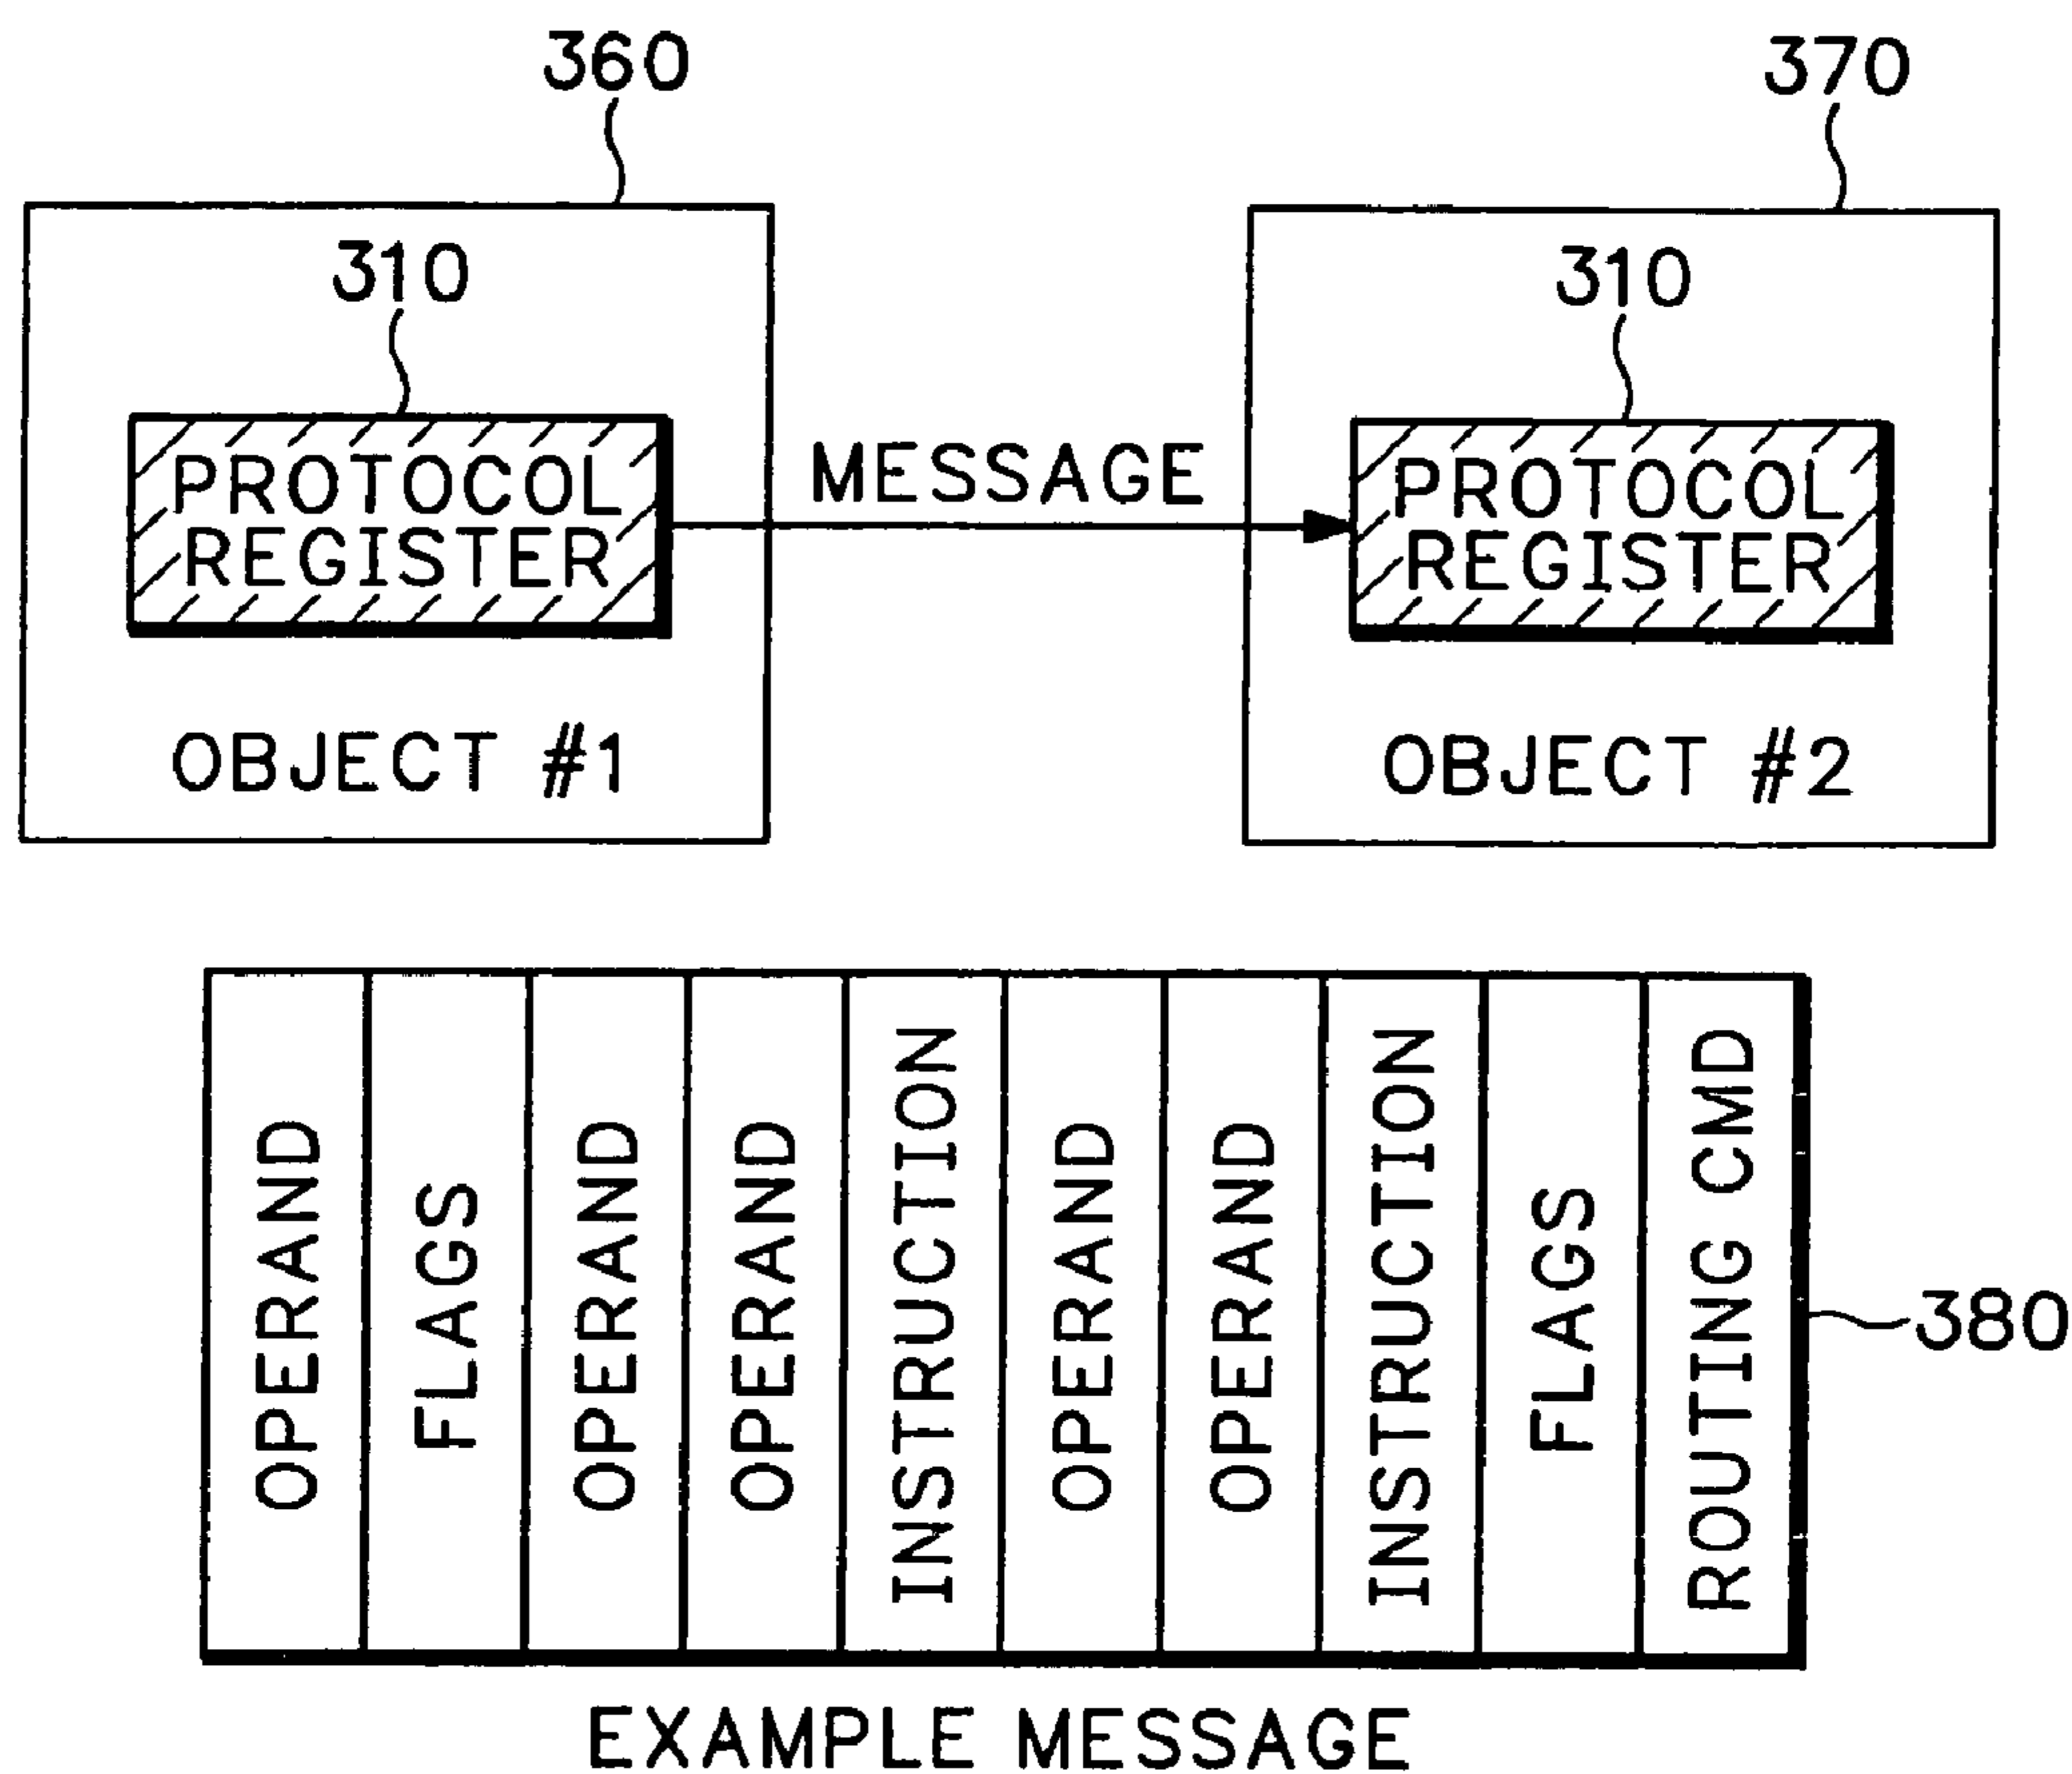 360
370
310
310
PROTOCOL
REGISTER
MESSAGE
PROTOCOL
REGISTER
OBJECT #1
OBJECT #2
OPERAND
FLAGS
OPERAND
OPERAND
INSTRUCTION
OPERAND
OPERAND
INSTRUCTION
FLAGS
ROUTING CMD
380
EXAMPLE MESSAGE